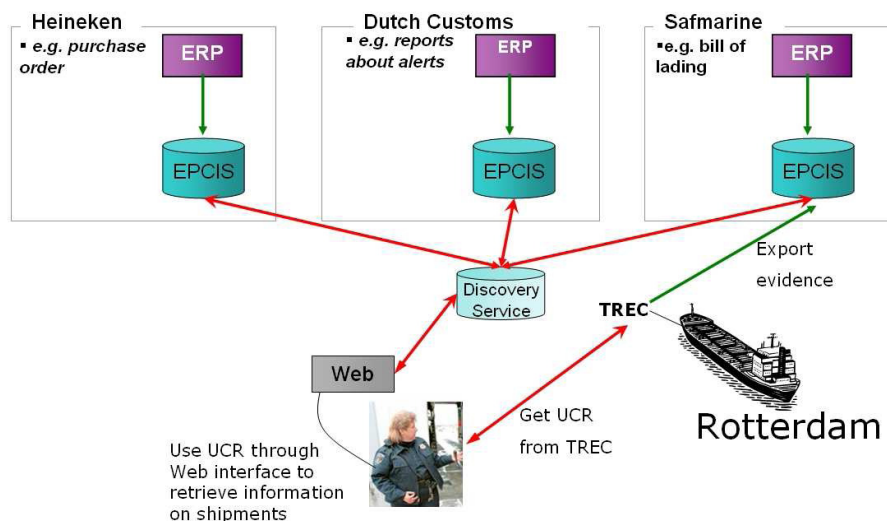 Heineken
▪ e.g. purchase
order
ERP
EPCIS
Dutch Customs
▪ e.g. reports
about alerts
ERP
EPCIS
Safmarine
▪e.g. bill of
lading
ERP
EPCIS
Discovery
Service
Export
evidence
TREC
Rotterdam
Web
Get UCR
from TREC
Use UCR through
Web interface to
retrieve information
on shipments